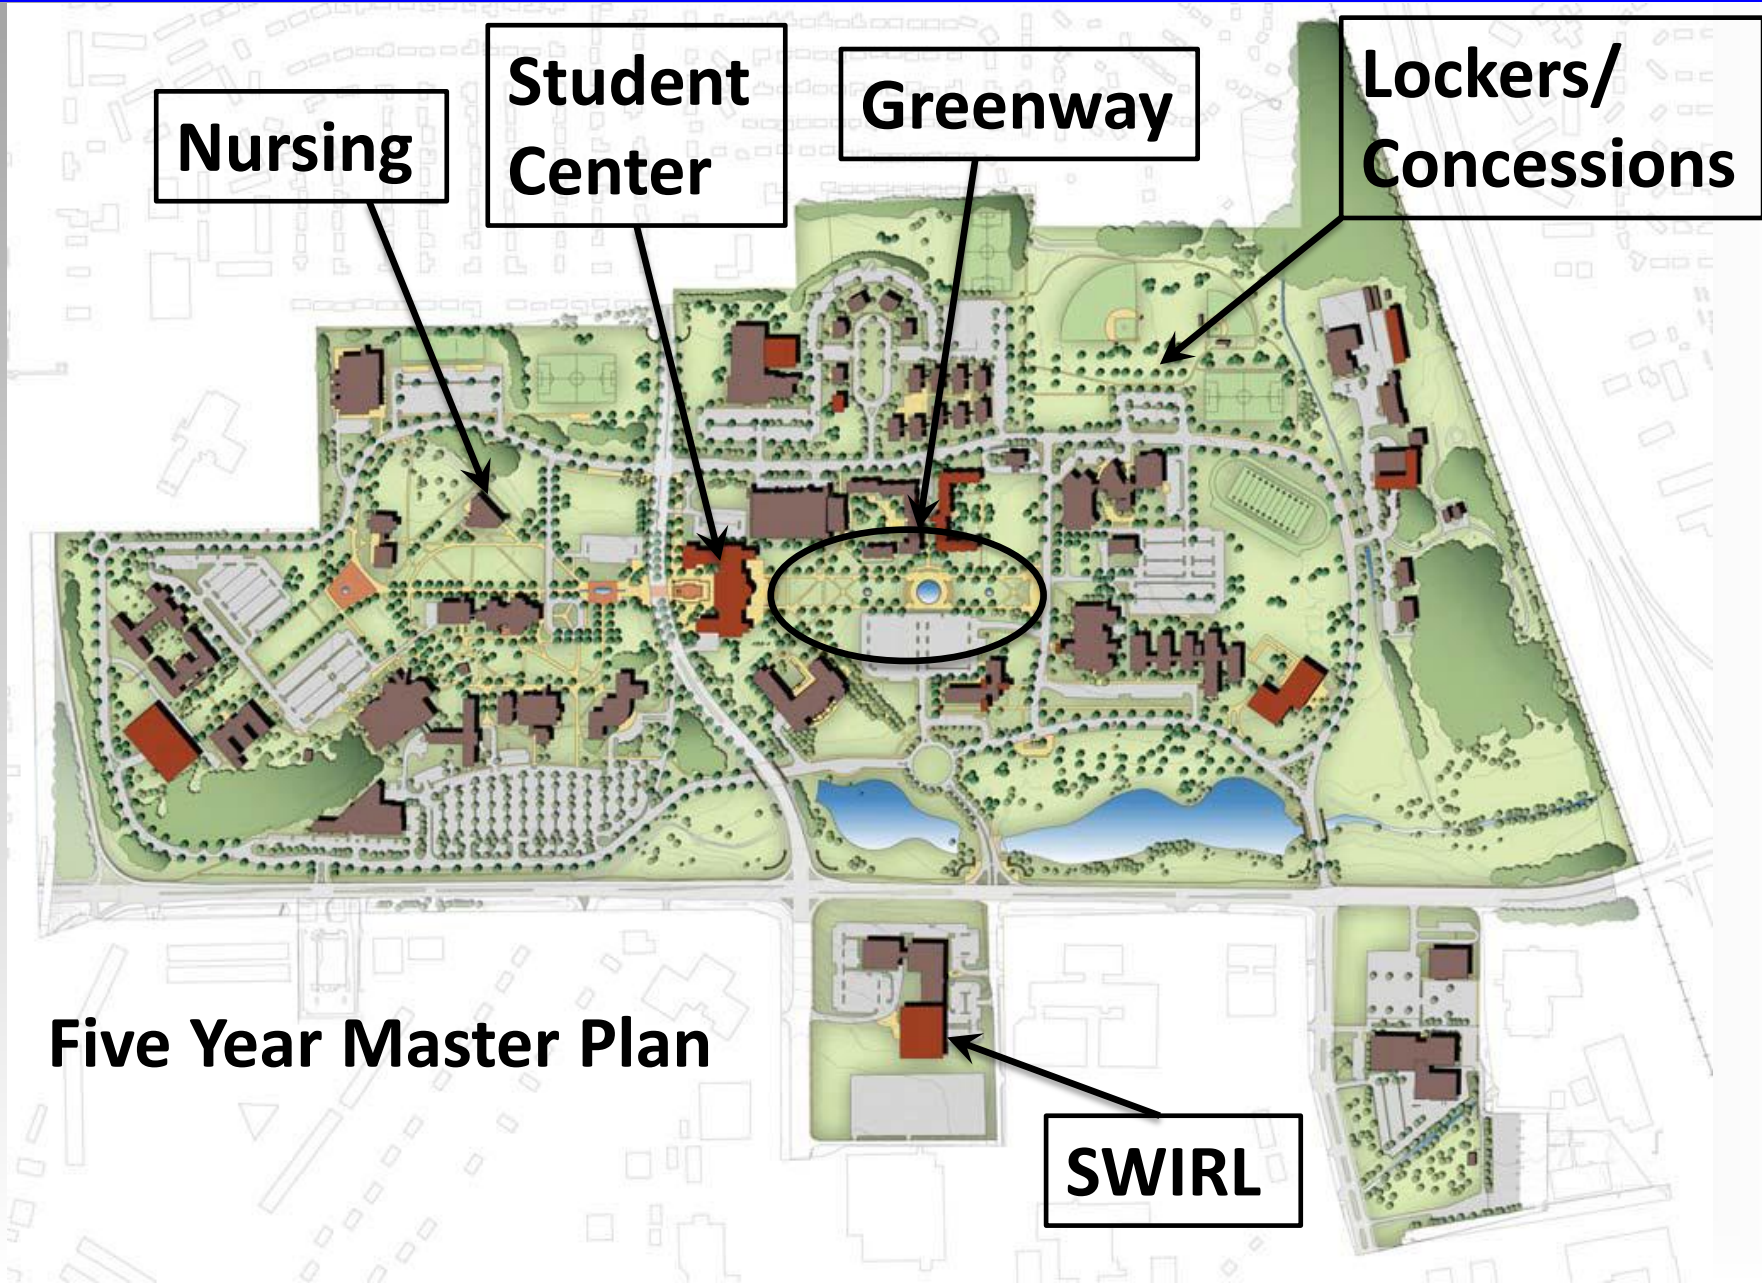 Nursing
Student
Center
Greenway
Lockers/
Concessions
Five Year Master Plan
SWIRL